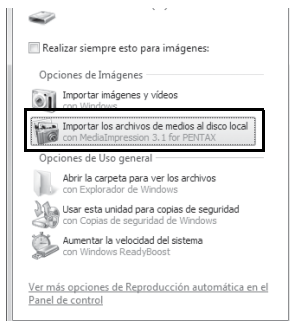 Realizar siempre esto para imágenes:
Opciones de Imágenes
Importar imágenes y vídeos
con Windows
Importar los archivos de medios al disco local
con MediaImpression 3.1 for PENTAX
Opciones de Uso general
Abrir la carpeta para ver los archivos
con Explorador de Windows
Usar esta unidad para copias de seguridad
con Copias de seguridad de Windows
Aumentar la velocidad del sistema
con Windows ReadyBoost
Ver más opciones de Reproducción automática en el
Panel de control